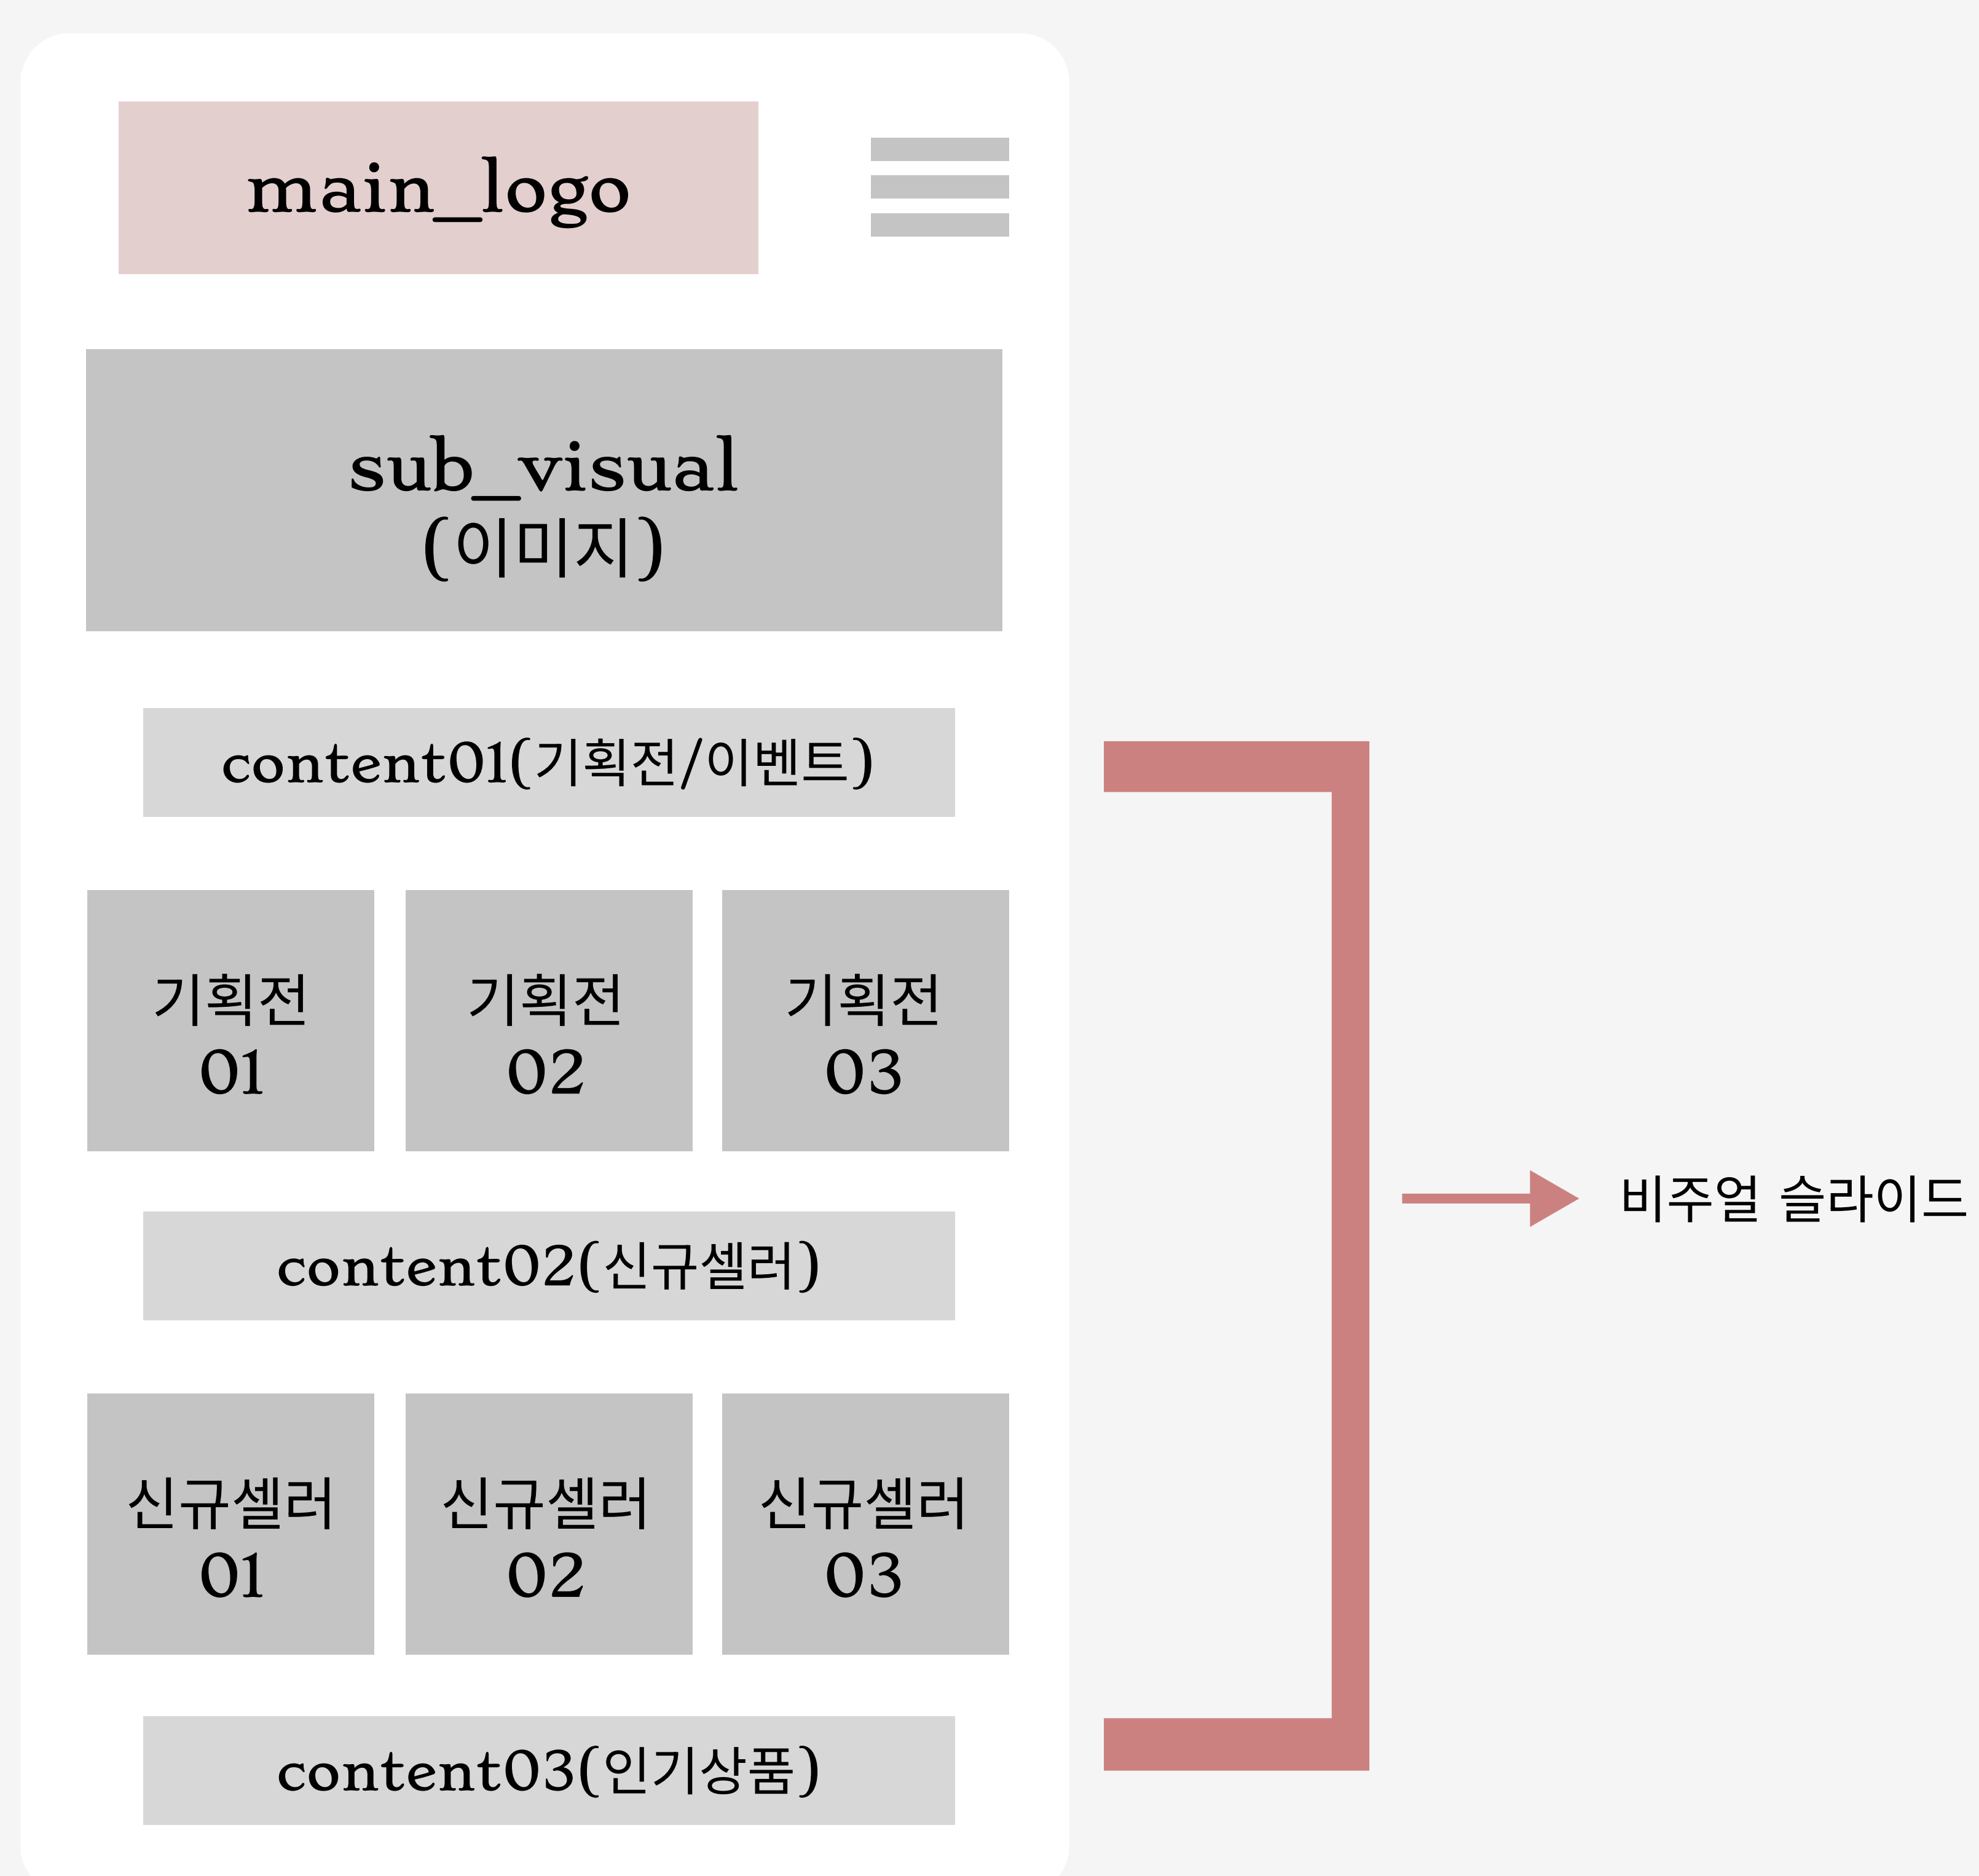 main_logo
sub_visual
(이미지)
content01(기획전/이벤트)
기획전
01
기획전
02
기획전
03
content02(신규셀러)
신규셀러
01
신규셀러
02
신규셀러
03
content03(인기상품)
비주얼 슬라이드